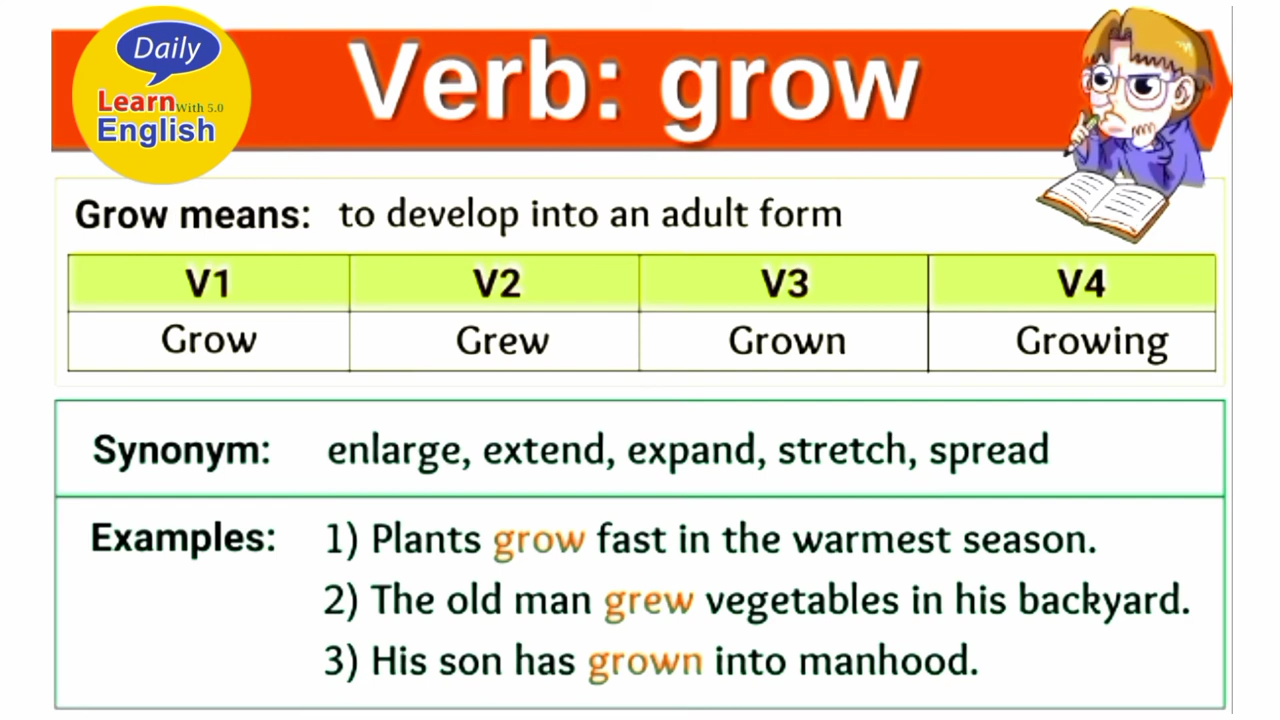 Daily
Learn With 5.0
English
Verb: grow
Grow means: to develop into an adult form
V1 V2 V3 V4
Grow Grew Grown Growing
Synonym: enlarge, extend, expand, stretch, spread
Examples: 1) Plants grow fast in the warmest season.
2) The old man grew vegetables in his backyard.
3) His son has grown into manhood.